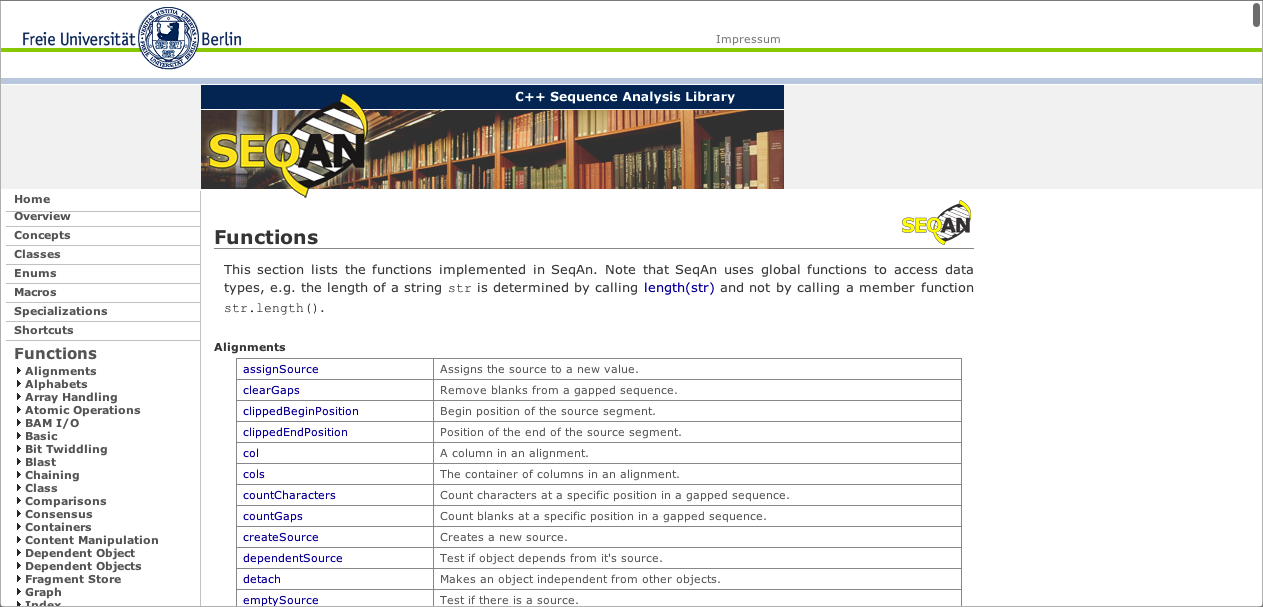 Freie Universität Berlin
Impressum
C++ Sequence Analysis Library
SEQAN
Home
Overview
Concepts
Classes
Enums
Macros
Specializations
Shortcuts
Functions
Alignments
Alphabets
Array Handling
Atomic Operations
BAM I/O
Basic
Bit Twiddling
Blast
Chaining
Class
Comparisons
Consensus
Containers
Content Manipulation
Dependent Object
Dependent Objects
Fragment Store
Graph
Index
SEQAN
Functions
This section lists the functions implemented in SeqAn. Note that SeqAn uses global functions to access data
types, e.g. the length of a string str is determined by calling length(str) and not by calling a member function
str.length().
Alignments
assignSource Assigns the source to a new value.
clearGaps Remove blanks from a gapped sequence.
clippedBeginPosition Begin position of the source segment.
clippedEndPosition Position of the end of the source segment.
col A column in an alignment.
cols The container of columns in an alignment.
countCharacters Count characters at a specific position in a gapped sequence.
countGaps Count blanks at a specific position in a gapped sequence.
createSource Creates a new source.
dependentSource Test if object depends from it's source.
detach Makes an object independent from other objects.
emptySource Test if there is a source.